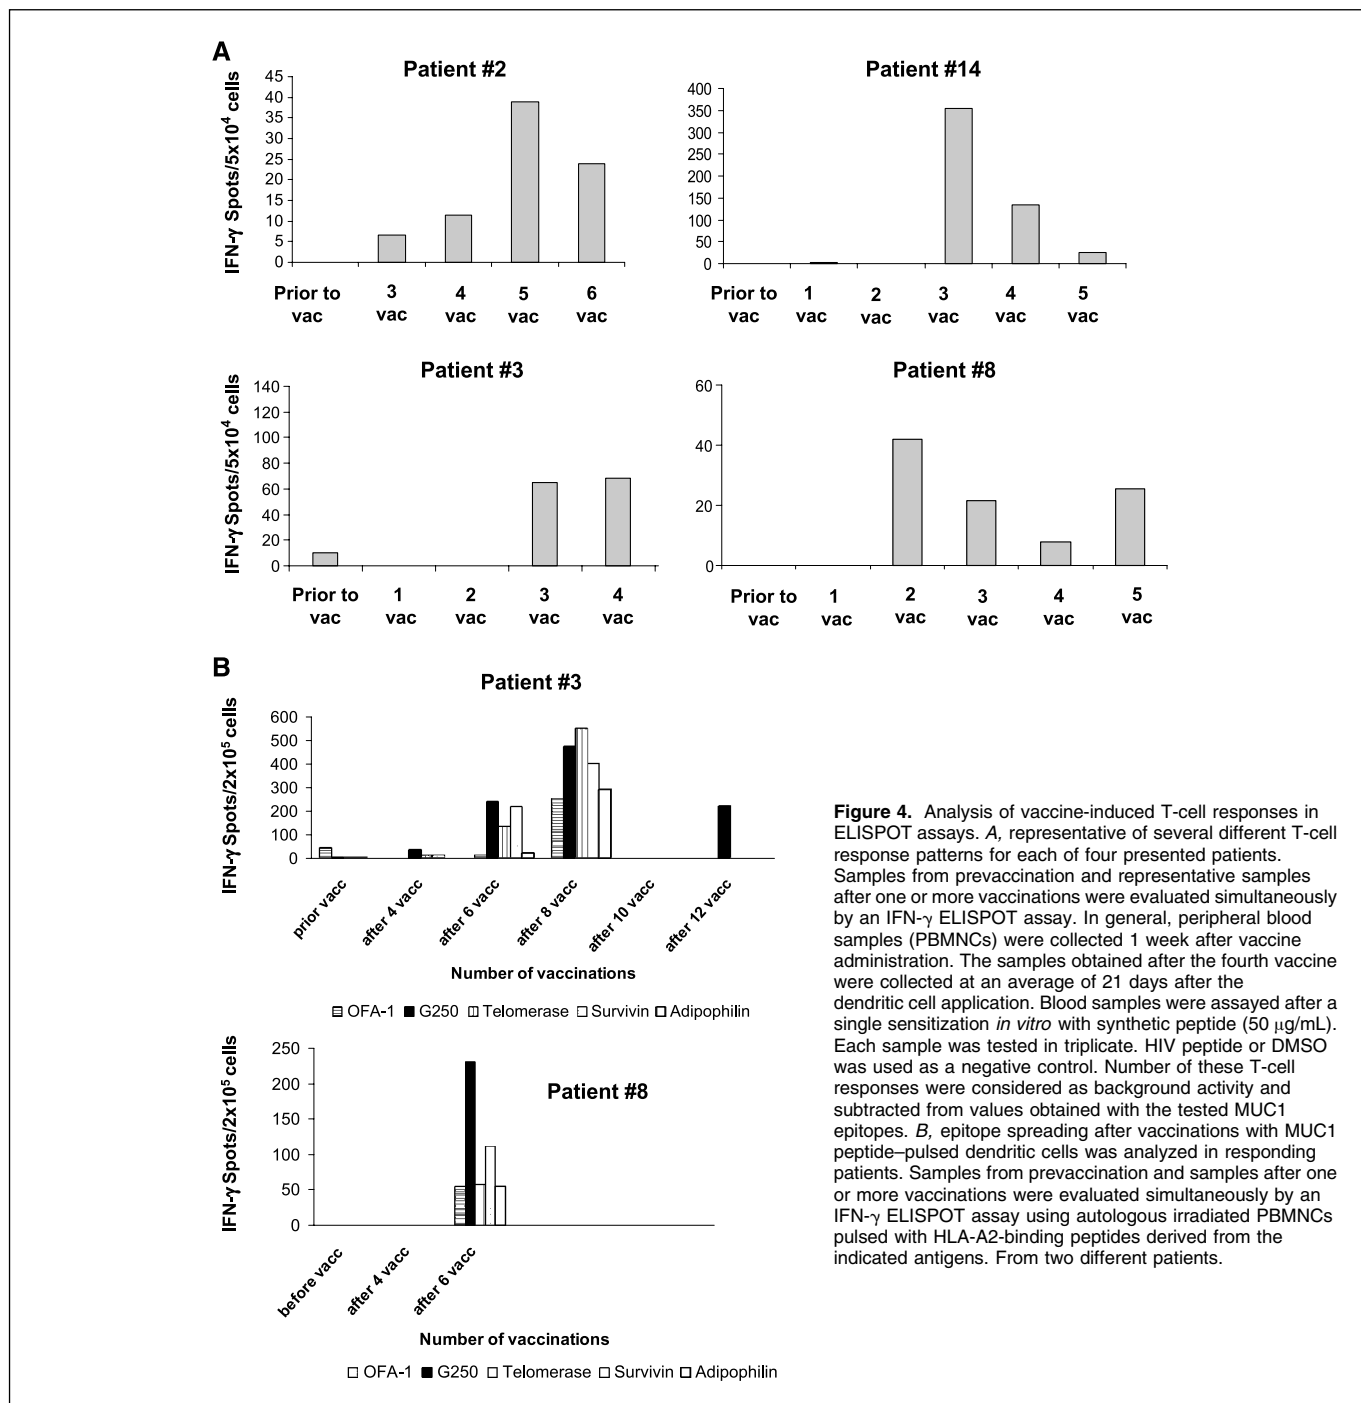 A
Patient #2
IFN-γ Spots/5x10⁴ cells
45
40
35
30
25
20
15
10
5
0
Prior to vac
3 vac
4 vac
5 vac
6 vac
Patient #14
400
350
300
250
200
150
100
50
0
Prior to vac
1 vac
2 vac
3 vac
4 vac
5 vac
Patient #3
IFN-γ Spots/5x10⁴ cells
140
120
100
80
60
40
20
0
Prior to vac
1 vac
2 vac
3 vac
4 vac
Patient #8
60
40
20
0
Prior to vac
1 vac
2 vac
3 vac
4 vac
5 vac
B
Patient #3
IFN-γ Spots/2x10⁵ cells
600
500
400
300
200
100
0
prior vacc
after 4 vacc
after 6 vacc
after 8 vacc
after 10 vacc
after 12 vacc
Number of vaccinations
OFA-1 G250 Telomerase Survivin Adipophilin
Patient #8
IFN-γ Spots/2x10⁵ cells
250
200
150
100
50
0
before vacc
after 4 vacc
after 6 vacc
Number of vaccinations
OFA-1 G250 Telomerase Survivin Adipophilin
Figure 4. Analysis of vaccine-induced T-cell responses in
ELISPOT assays. A, representative of several different T-cell
response patterns for each of four presented patients.
Samples from prevaccination and representative samples
after one or more vaccinations were evaluated simultaneously
by an IFN-γ ELISPOT assay. In general, peripheral blood
samples (PBMNCs) were collected 1 week after vaccine
administration. The samples obtained after the fourth vaccine
were collected at an average of 21 days after the
dendritic cell application. Blood samples were assayed after a
single sensitization in vitro with synthetic peptide (50 μg/mL).
Each sample was tested in triplicate. HIV peptide or DMSO
was used as a negative control. Number of these T-cell
responses were considered as background activity and
subtracted from values obtained with the tested MUC1
epitopes. B, epitope spreading after vaccinations with MUC1
peptide–pulsed dendritic cells was analyzed in responding
patients. Samples from prevaccination and samples after one
or more vaccinations were evaluated simultaneously by an
IFN-γ ELISPOT assay using autologous irradiated PBMNCs
pulsed with HLA-A2-binding peptides derived from the
indicated antigens. From two different patients.